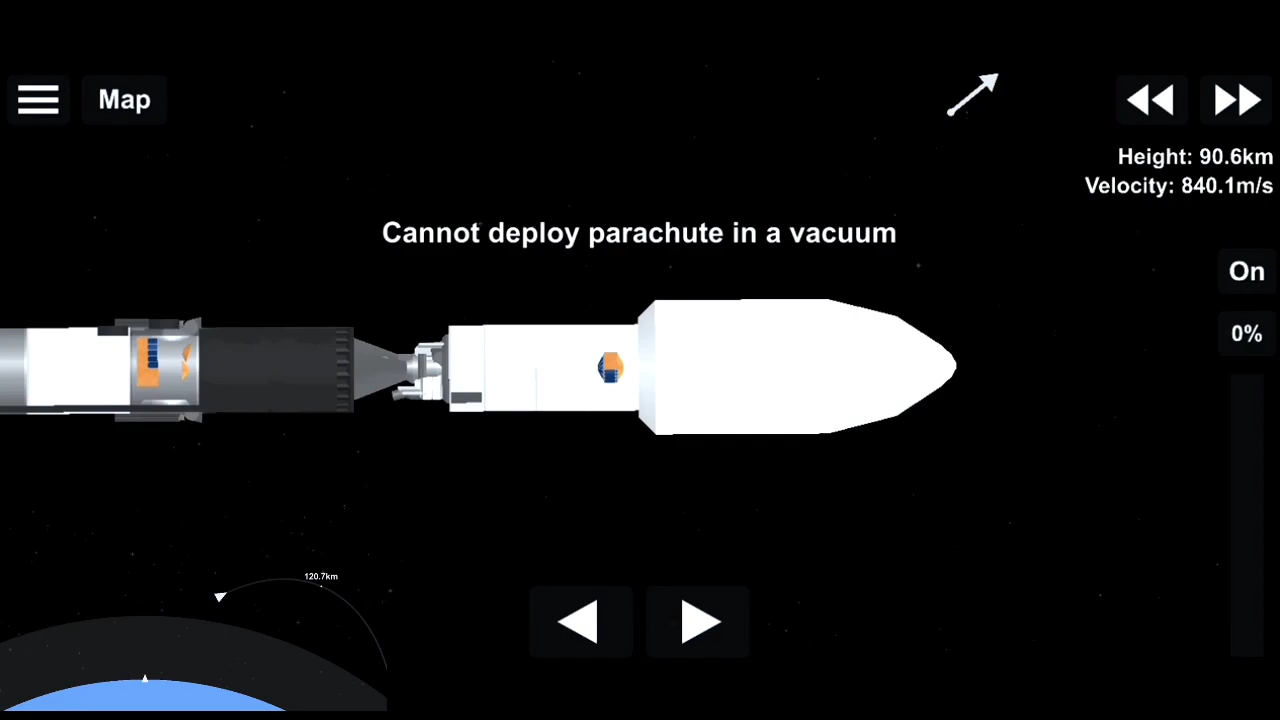 Map
Height: 90.6km
Velocity: 840.1m/s
Cannot deploy parachute in a vacuum
On
0%
120.7km